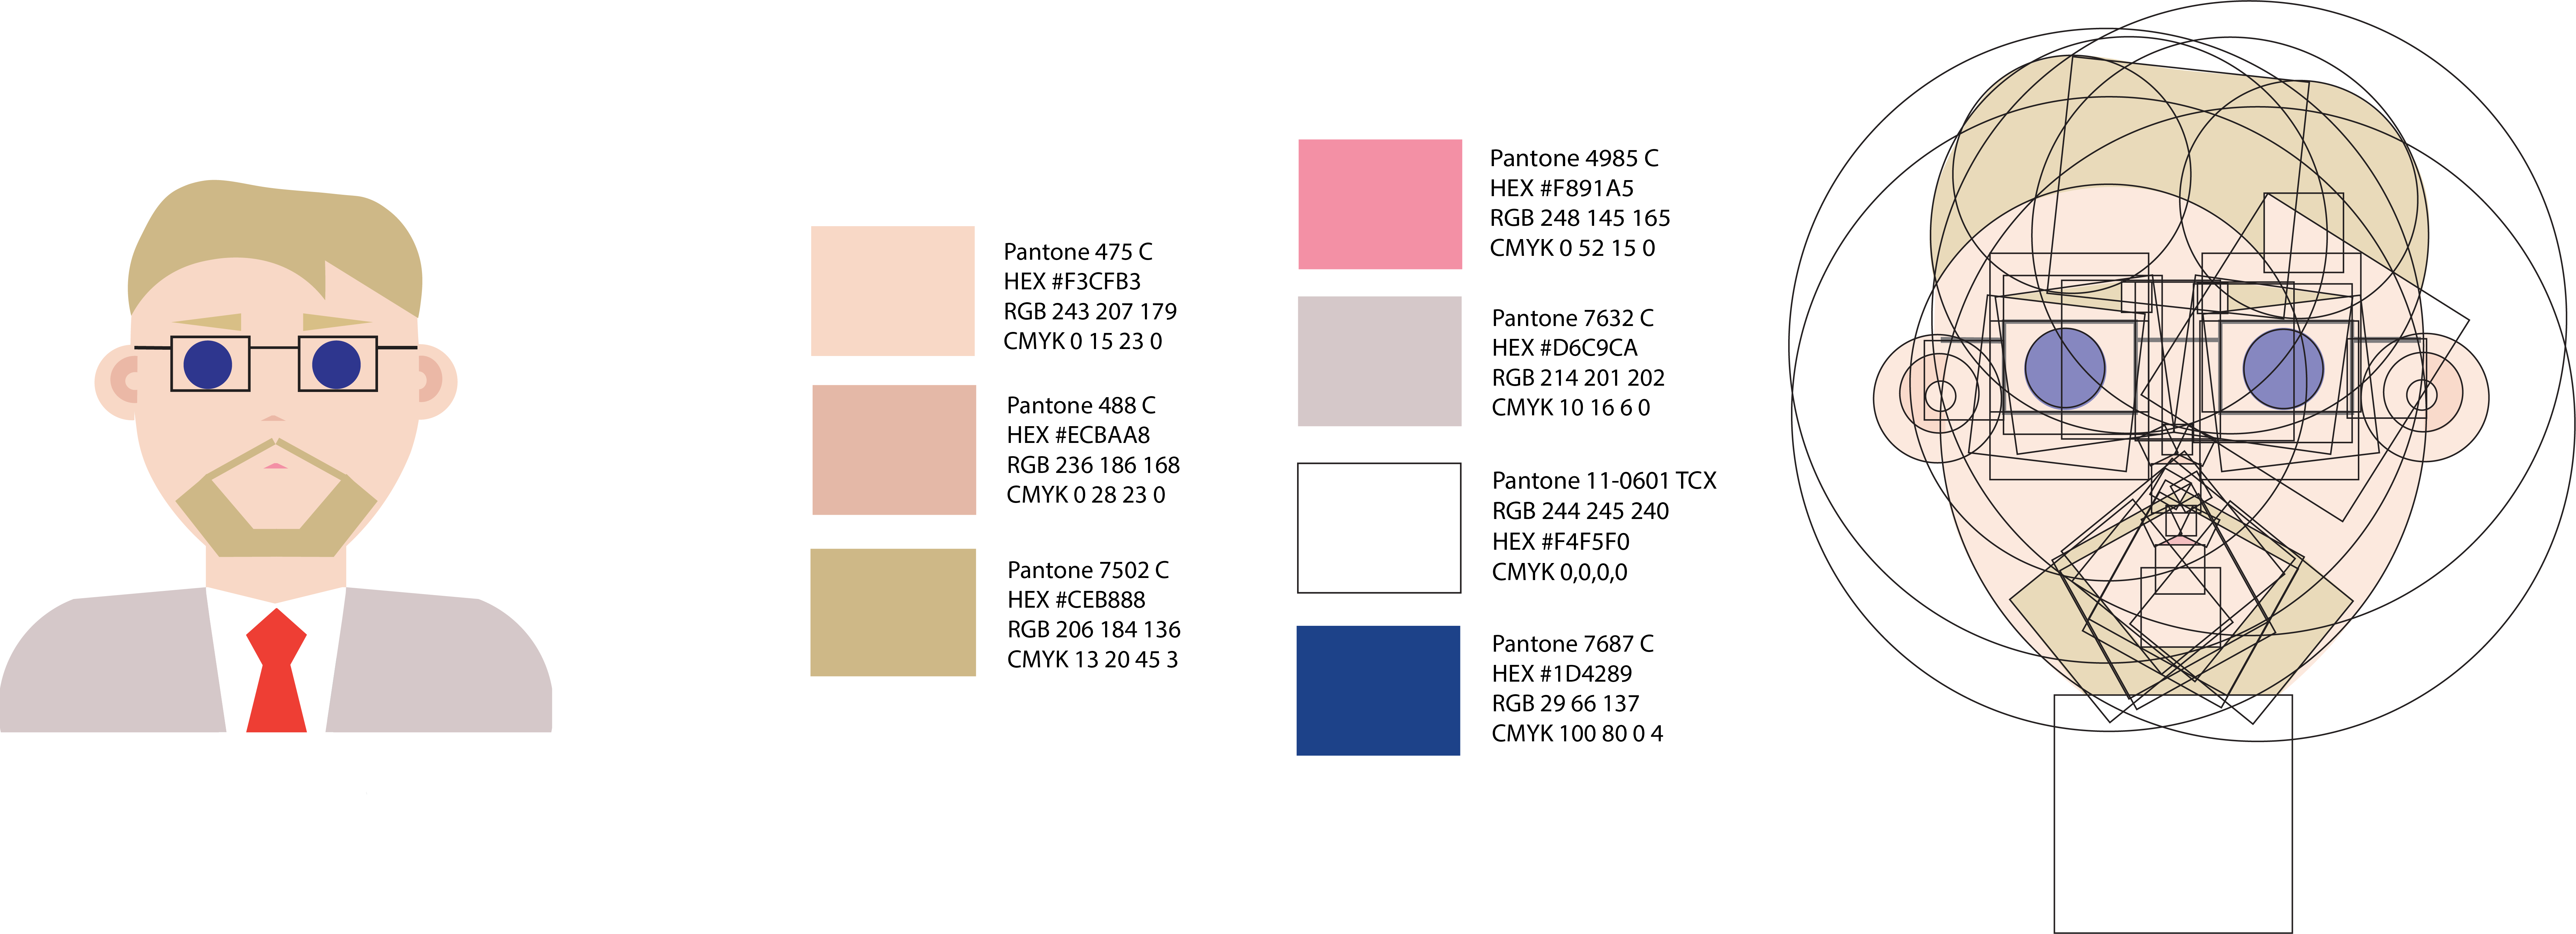 Pantone 475 C
HEX #F3CFB3
RGB 243 207 179
CMYK 0 15 23 0
Pantone 488 C
HEX #ECBAA8
RGB 236 186 168
CMYK 0 28 23 0
Pantone 7502 C
HEX #CEB888
RGB 206 184 136
CMYK 13 20 45 3
Pantone 4985 C
HEX #F891A5
RGB 248 145 165
CMYK 0 52 15 0
Pantone 7632 C
HEX #D6C9CA
RGB 214 201 202
CMYK 10 16 6 0
Pantone 11-0601 TCX
RGB 244 245 240
HEX #F4F5F0
CMYK 0,0,0,0
Pantone 7687 C
HEX #1D4289
RGB 29 66 137
CMYK 100 80 0 4